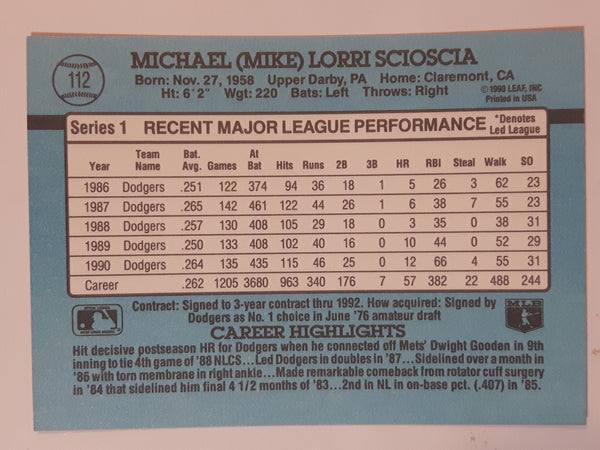 112
MICHAEL (MIKE) LORRI SCIOSCIA
Born: Nov. 27, 1958 Upper Darby, PA Home: Claremont, CA
Ht: 6'2" Wgt: 220 Bats: Left Throws: Right
©1990 LEAF, INC
Printed in USA
Series 1 RECENT MAJOR LEAGUE PERFORMANCE *Denotes Led League
Year Team Name Bat. Avg. Games At Bat Hits Runs 2B 3B HR RBI Steal Walk SO
1986 Dodgers .251 122 374 94 36 18 1 5 26 3 62 23
1987 Dodgers .265 142 461 122 44 26 1 6 38 7 55 23
1988 Dodgers .257 130 408 105 29 18 0 3 35 0 38 31
1989 Dodgers .250 133 408 102 40 16 0 10 44 0 52 29
1990 Dodgers .264 135 435 115 46 25 0 12 66 4 55 31
Career .262 1205 3680 963 340 176 7 57 382 22 488 244
Contract: Signed to 3-year contract thru 1992. How acquired: Signed by
Dodgers as No. 1 choice in June '76 amateur draft
MLB
CAREER HIGHLIGHTS
Hit decisive postseason HR for Dodgers when he connected off Mets' Dwight Gooden in 9th
inning to tie 4th game of '88 NLCS...Led Dodgers in doubles in '87...Sidelined over a month in
'86 with torn membrane in right ankle...Made remarkable comeback from rotator cuff surgery
in '84 that sidelined him final 4 1/2 months of '83...2nd in NL in on-base pct. (.407) in '85.